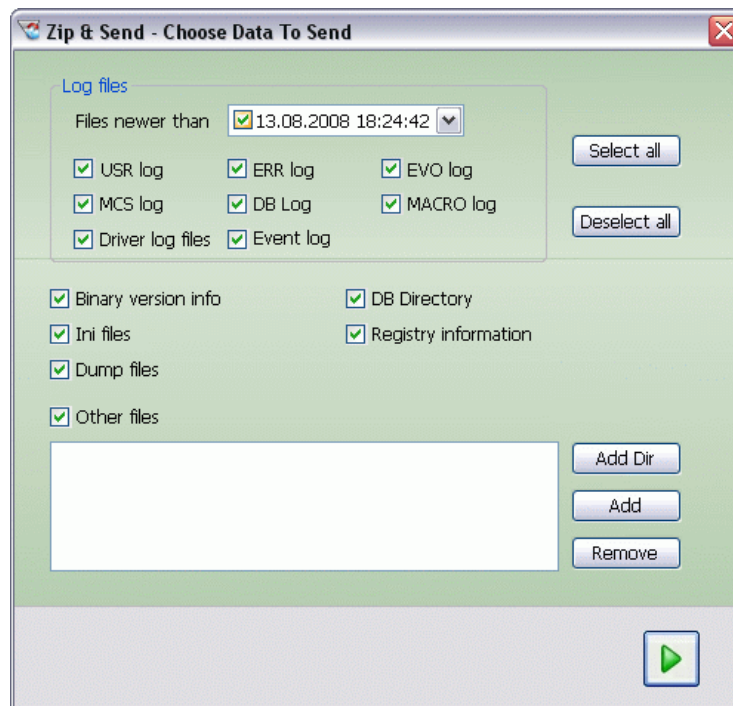 Zip & Send - Choose Data To Send
Log files
Files newer than 13.08.2008 18:24:42
Select all
USR log ERR log EVO log
MCS log DB Log MACRO log
Deselect all
Driver log files Event log
Binary version info DB Directory
Ini files Registry information
Dump files
Other files
Add Dir
Add
Remove